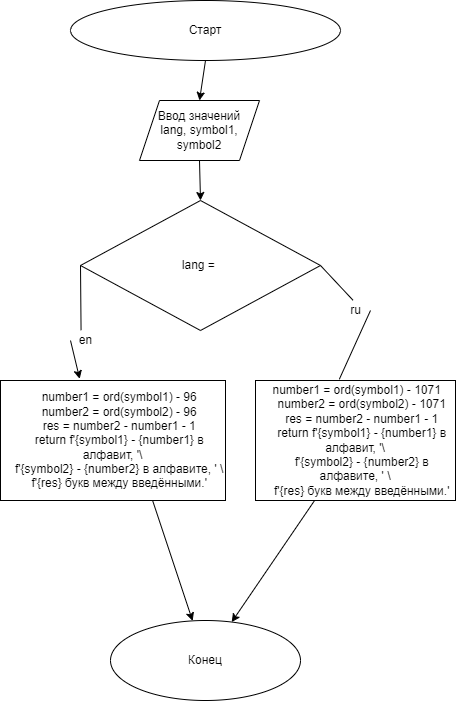 Старт
Ввод значений
lang, symbol1,
symbol2
lang =
en
ru
number1 = ord(symbol1) - 96
number2 = ord(symbol2) - 96
res = number2 - number1 - 1
return f'{symbol1} - {number1} в
алфавит, '\
f'{symbol2} - {number2} в алфавите, ' \
f'{res} букв между введёнными.'
number1 = ord(symbol1) - 1071
number2 = ord(symbol2) - 1071
res = number2 - number1 - 1
return f'{symbol1} - {number1} в
алфавит, '\
f'{symbol2} - {number2} в
алфавите, ' \
f'{res} букв между введёнными.'
Конец